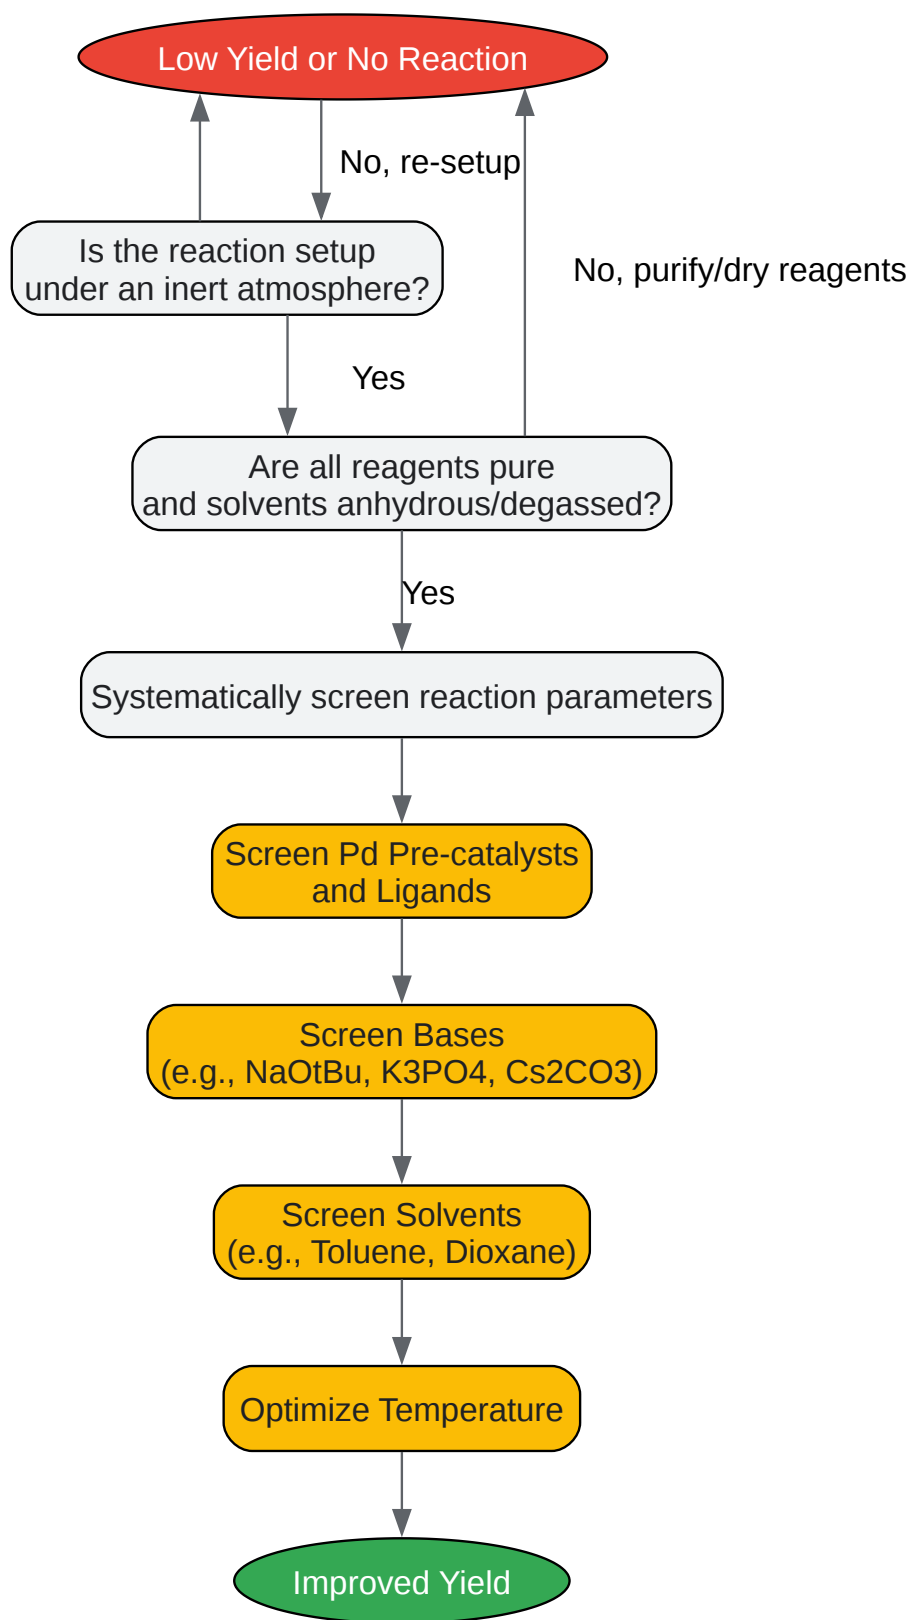 Low Yield or No Reaction
No, re-setup
Is the reaction setup
under an inert atmosphere?
No, purify/dry reagents
Yes
Are all reagents pure
and solvents anhydrous/degassed?
Yes
Systematically screen reaction parameters
Screen Pd Pre-catalysts
and Ligands
Screen Bases
(e.g., NaOtBu, K3PO4, Cs2CO3)
Screen Solvents
(e.g., Toluene, Dioxane)
Optimize Temperature
Improved Yield